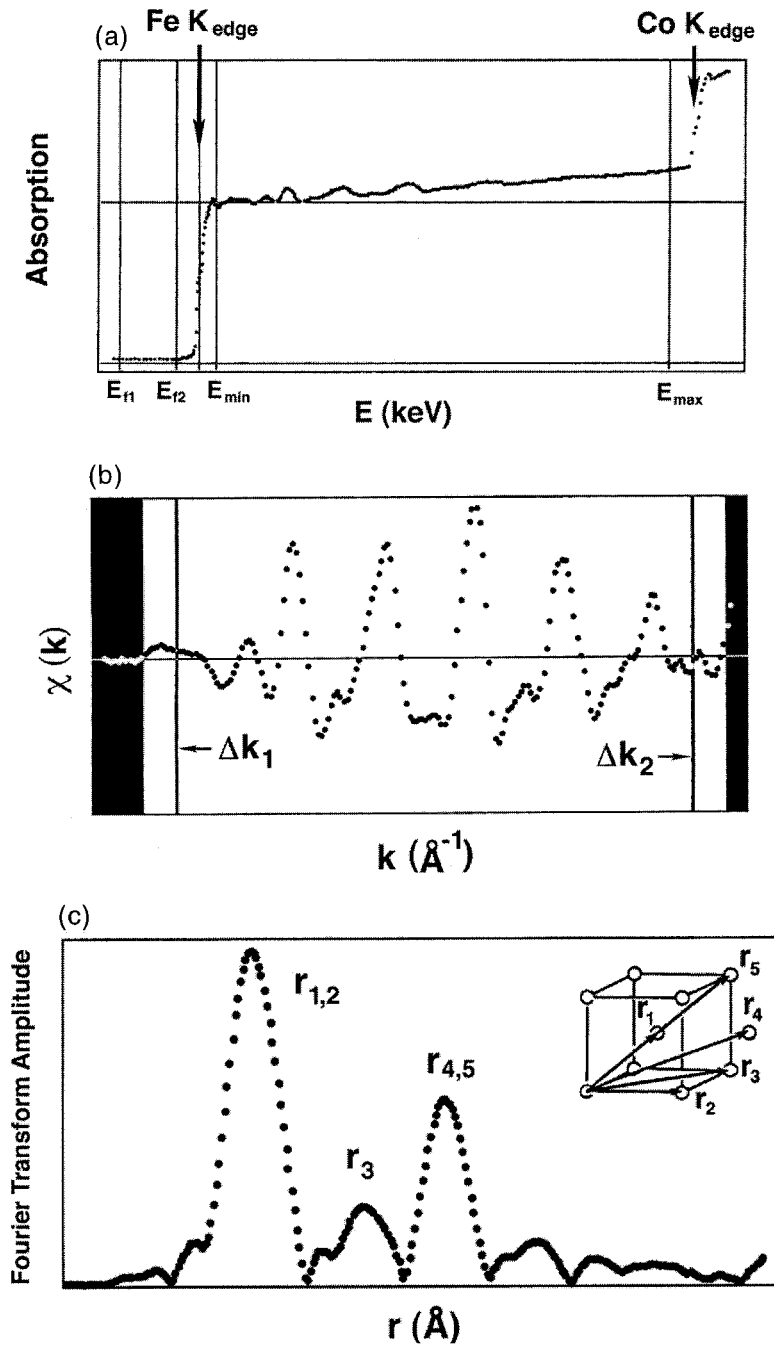 (a)
Fe K edge
Co K edge
Absorption
E f1
E f2
E min
E max
E (keV)
(b)
χ (k)
Δk 1
Δk 2
k (Å -1)
(c)
Fourier Transform Amplitude
r 1,2
r 3
r 4,5
r 1
r 2
r 3
r 4
r 5
r (Å)